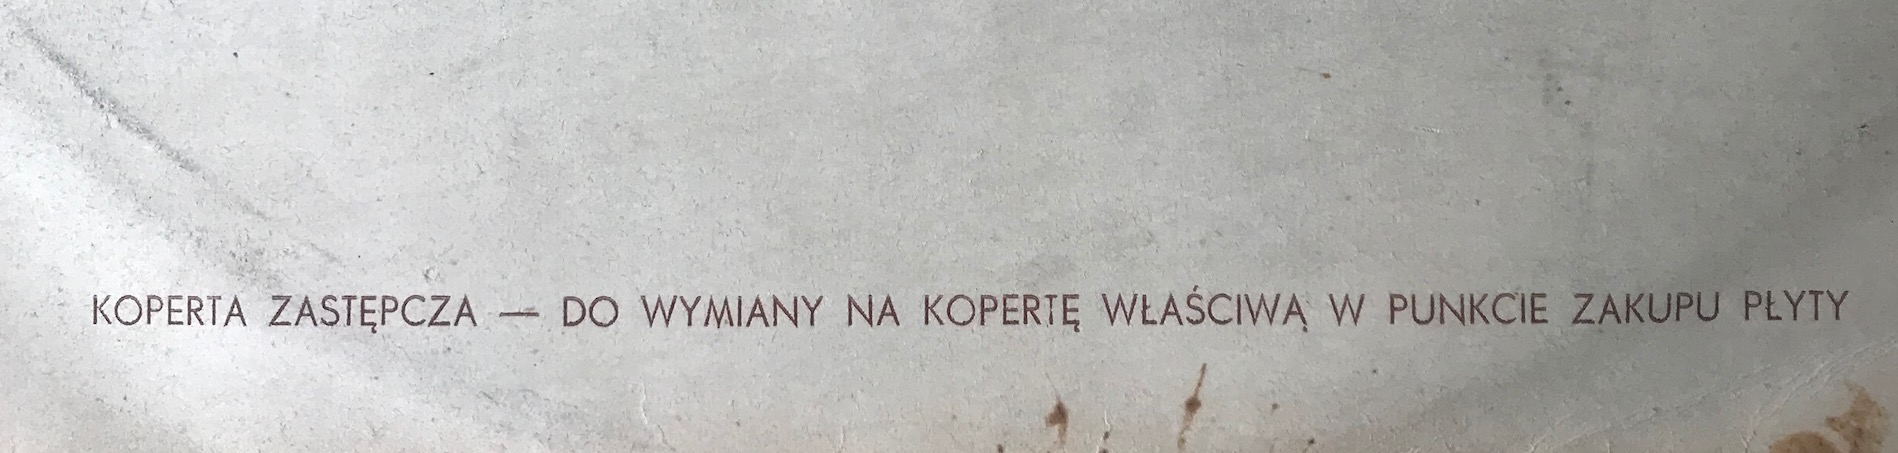 KOPERTA ZASTĘPCZA — DO WYMIANY NA KOPERTĘ WŁAŚCIWĄ W PUNKCIE ZAKUPU PŁYTY